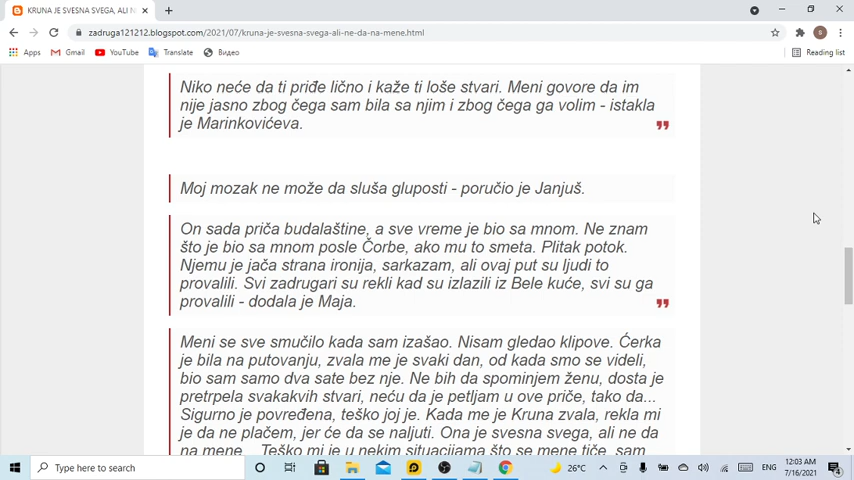 KRUNA JE SVESNA SVEGA, ALI N
zadruga121212.blogspot.com/2021/07/kruna-je-svesna-svega-ali-ne-da-na-mene.html
Apps Gmail YouTube Translate Видео Reading list
Niko neće da ti priđe lično i kaže ti loše stvari. Meni govore da im
nije jasno zbog čega sam bila sa njim i zbog čega ga volim - istakla
je Marinkovićeva.
Moj mozak ne može da sluša gluposti - poručio je Janjuš.
On sada priča budalaštine, a sve vreme je bio sa mnom. Ne znam
što je bio sa mnom posle Čorbe, ako mu to smeta. Plitak potok.
Njemu je jača strana ironija, sarkazam, ali ovaj put su ljudi to
provalili. Svi zadrugari su rekli kad su izlazili iz Bele kuće, svi su ga
provalili - dodala je Maja.
Meni se sve smučilo kada sam izašao. Nisam gledao klipove. Ćerka
je bila na putovanju, zvala me je svaki dan, od kada smo se videli,
bio sam samo dva sate bez nje. Ne bih da spominjem ženu, dosta je
pretrpela svakakvih stvari, neću da je petljam u ove priče, tako da...
Sigurno je povređena, teško joj je. Kada me je Kruna zvala, rekla mi
je da ne plačem, jer će da se naljuti. Ona je svesna svega, ali ne da
na mene... Teško mi je u nekim situacijama što se mene tiče, sam
Type here to search 26°C ENG 12:03 AM
7/16/2021 4